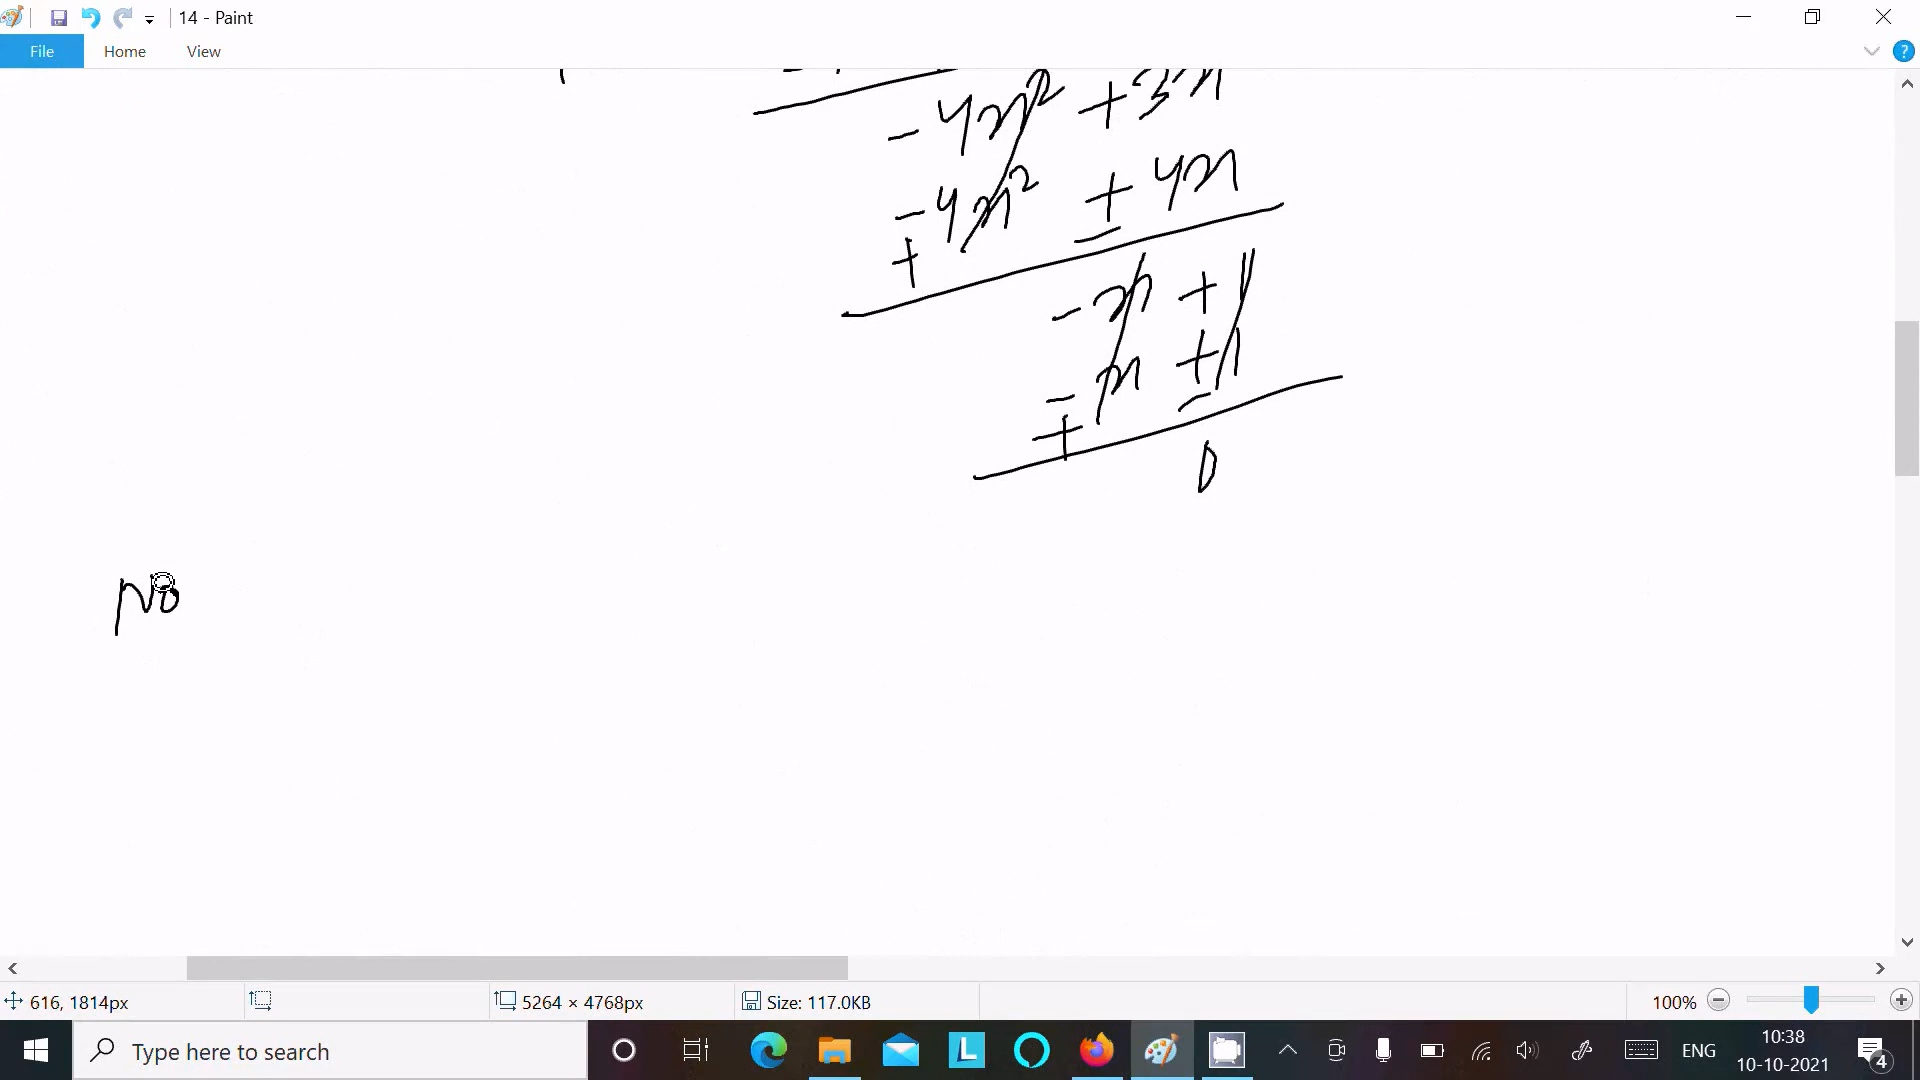 14 - Paint
File Home View
- 4x² + 3x
- 4x² + 4x
+ -
- x + 1
- x + 1
+ -
0
No
616, 1814px 5264 × 4768px Size: 117.0KB 100%
Type here to search ENG 10:38
10-10-2021 4